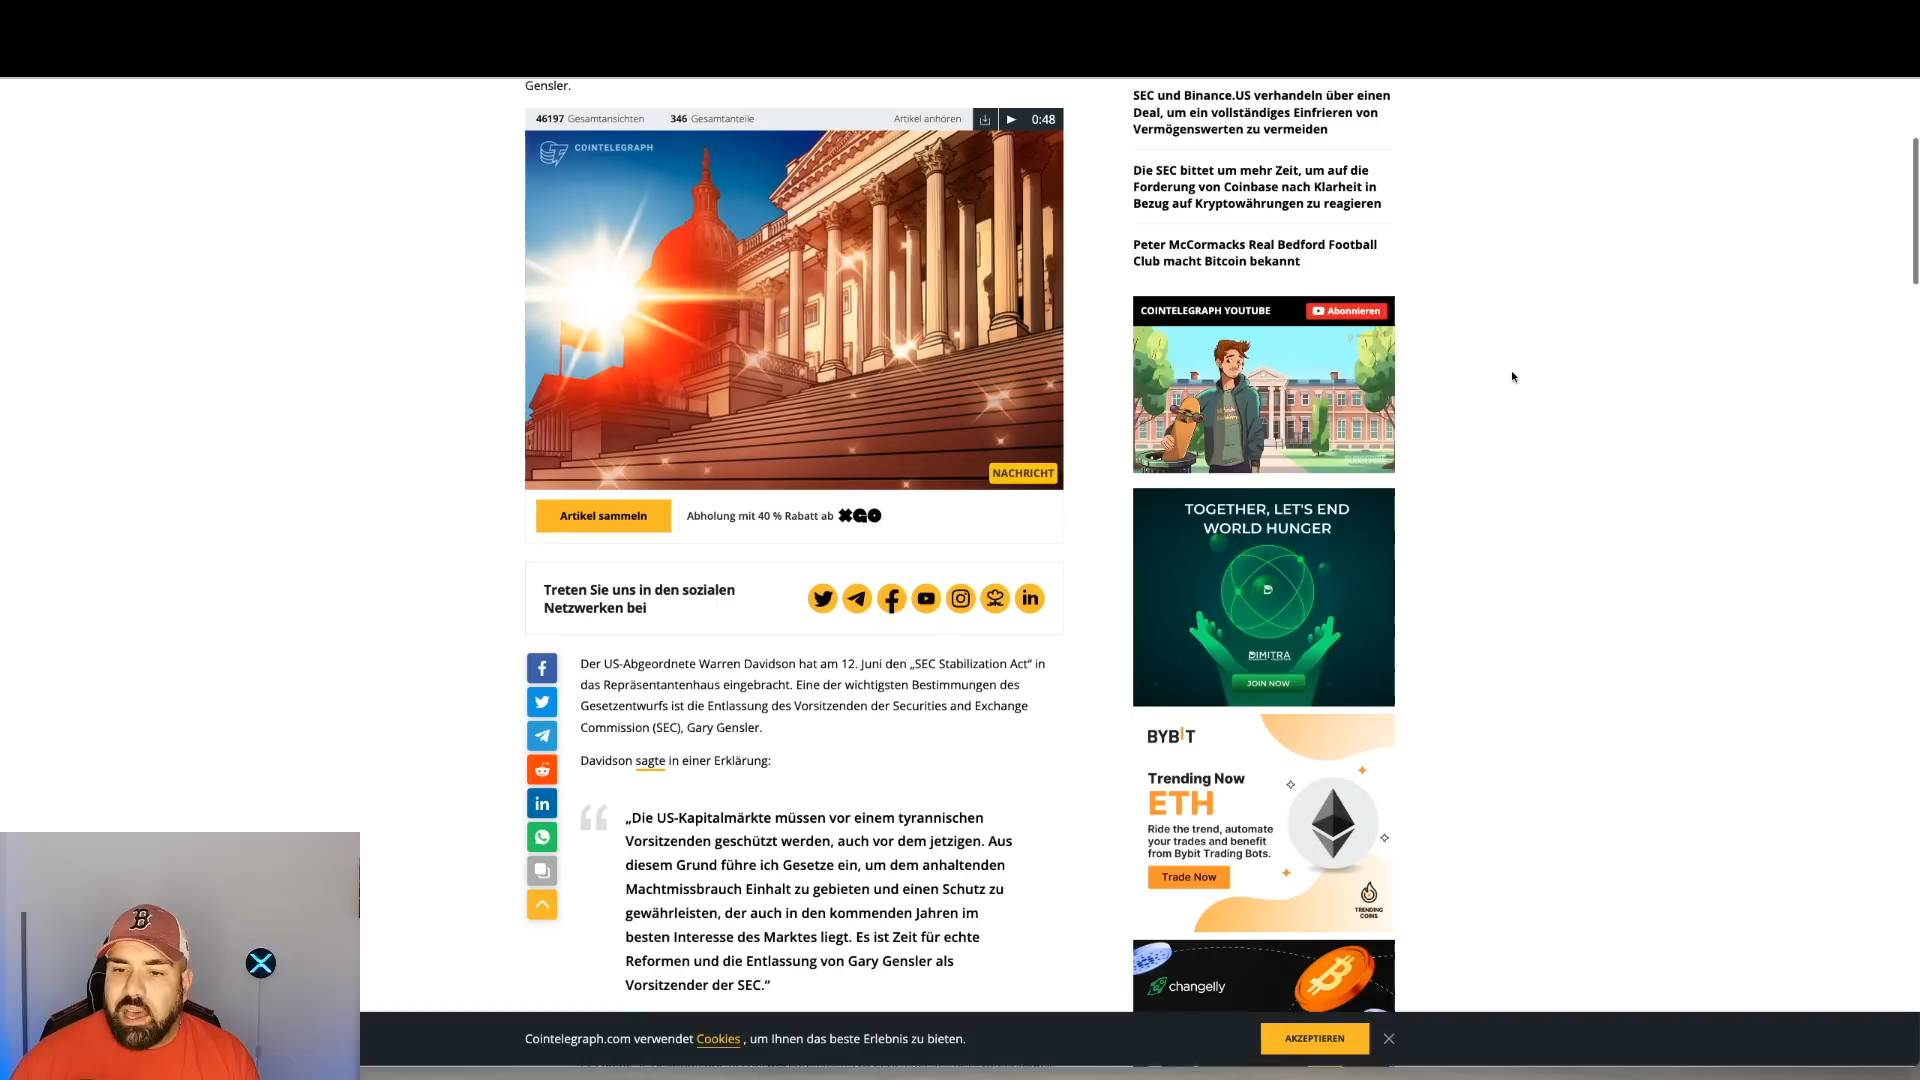 Gensler.
46197 Gesamtansichten 346 Gesamtanteile Artikel anhören 0:48
COINTELEGRAPH
NACHRICHT
Artikel sammeln Abholung mit 40 % Rabatt ab XGO
Treten Sie uns in den sozialen
Netzwerken bei
Der US-Abgeordnete Warren Davidson hat am 12. Juni den „SEC Stabilization Act“ in
das Repräsentantenhaus eingebracht. Eine der wichtigsten Bestimmungen des
Gesetzentwurfs ist die Entlassung des Vorsitzenden der Securities and Exchange
Commission (SEC), Gary Gensler.
Davidson sagte in einer Erklärung:
„Die US-Kapitalmärkte müssen vor einem tyrannischen
Vorsitzenden geschützt werden, auch vor dem jetzigen. Aus
diesem Grund führe ich Gesetze ein, um dem anhaltenden
Machtmissbrauch Einhalt zu gebieten und einen Schutz zu
gewährleisten, der auch in den kommenden Jahren im
besten Interesse des Marktes liegt. Es ist Zeit für echte
Reformen und die Entlassung von Gary Gensler als
Vorsitzender der SEC.“
SEC und Binance.US verhandeln über einen
Deal, um ein vollständiges Einfrieren von
Vermögenswerten zu vermeiden
Die SEC bittet um mehr Zeit, um auf die
Forderung von Coinbase nach Klarheit in
Bezug auf Kryptowährungen zu reagieren
Peter McCormacks Real Bedford Football
Club macht Bitcoin bekannt
COINTELEGRAPH YOUTUBE Abonnieren
SUBSCRIBE
TOGETHER, LET'S END
WORLD HUNGER
DIMITRA
JOIN NOW
BYBIT
Trending Now
ETH
Ride the trend, automate
your trades and benefit
from Bybit Trading Bots.
Trade Now
TRENDING
COINS
changelly
Cointelegraph.com verwendet Cookies , um Ihnen das beste Erlebnis zu bieten.
AKZEPTIEREN
B